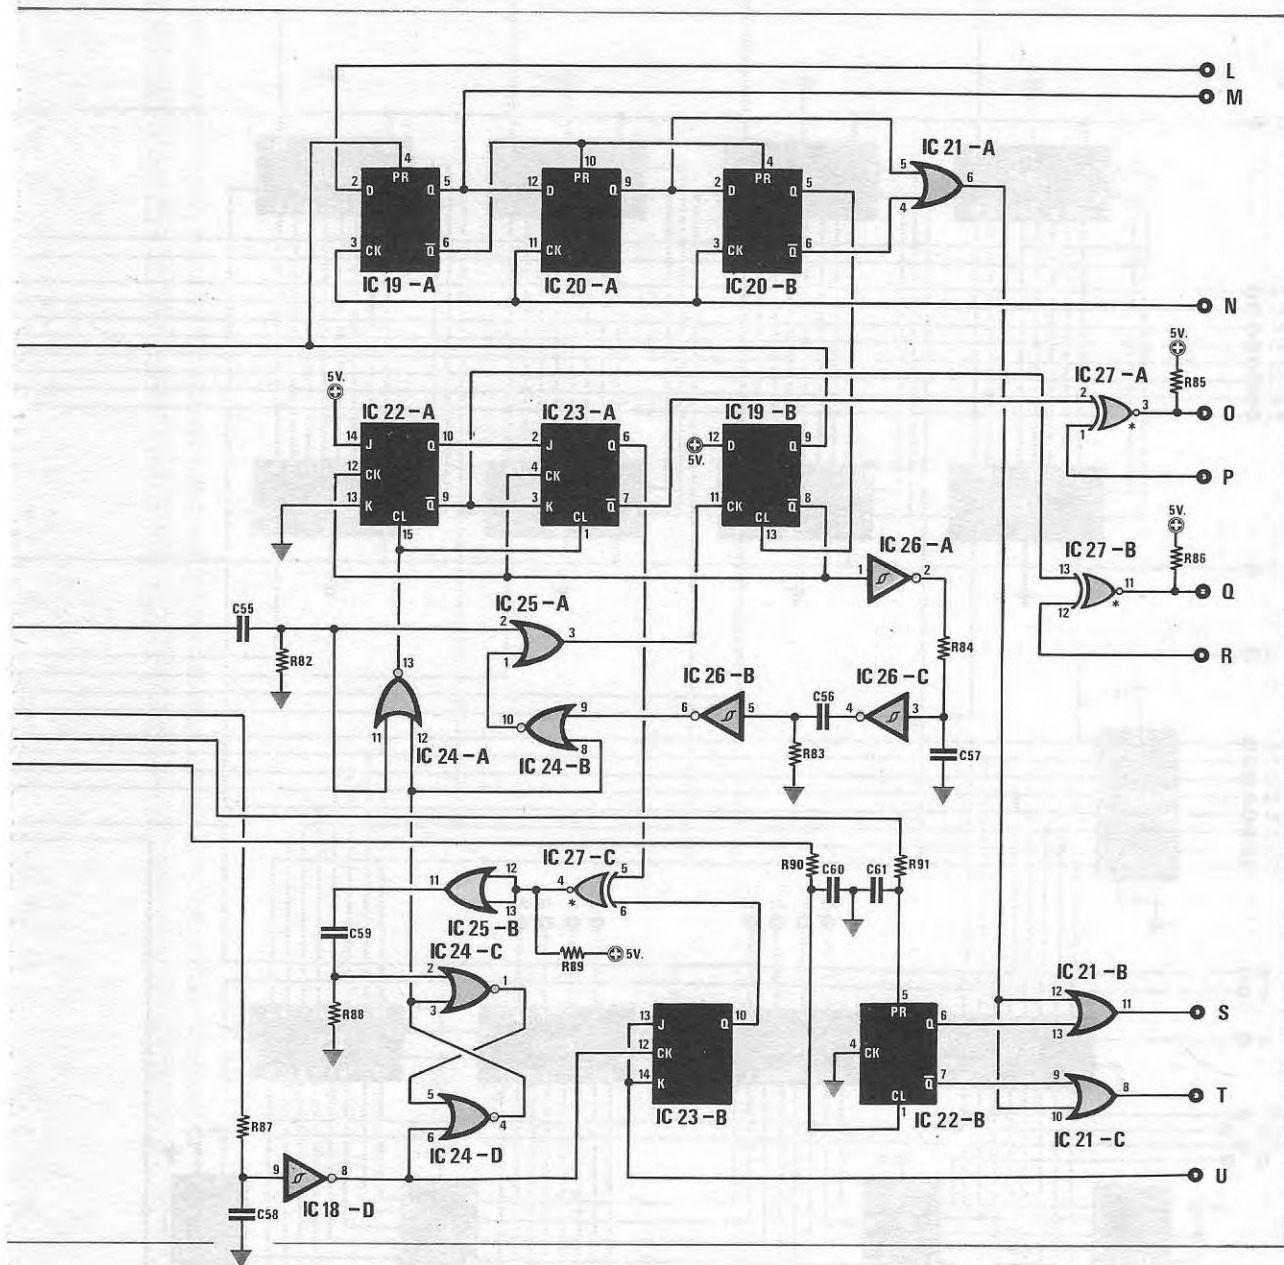 L
M
IC 21-A
5
6
4
4
10
4
2 D PR Q 5
12 D PR Q 9
2 D PR Q 5
3 CK Q 6
11 CK
3 CK Q 6
IC 19-A
IC 20-A
IC 20-B
N
5V.
R85
IC 27-A
2
3
1
*
O
P
5V.
IC 22-A
IC 23-A
IC 19-B
14 J Q 10
2 J Q 6
5V. 12 D Q 9
12 CK
4 CK
13 K Q 9
3 K Q 7
11 CK Q 8
CL 15
CL 1
CL 13
5V.
R86
IC 27-B
13
11
12
*
Q
R
IC 26-A
1
2
C55
R82
IC 25-A
2
3
1
R84
13
11
12
IC 24-A
10
9
8
IC 24-B
IC 26-B
6
5
C56
IC 26-C
4
3
R83
C57
R90
C60
C61
R91
IC 27-C
4
5
6
*
11
12
13
IC 25-B
R89
5V.
C59
R88
IC 24-C
2
1
3
5
4
6
IC 24-D
13 J Q 10
12 CK
14 K
IC 23-B
5
PR
Q 6
4 CK
Q 7
CL
1
IC 22-B
IC 21-B
12
11
13
S
9
8
10
IC 21-C
T
U
R87
9
8
IC 18-D
C58